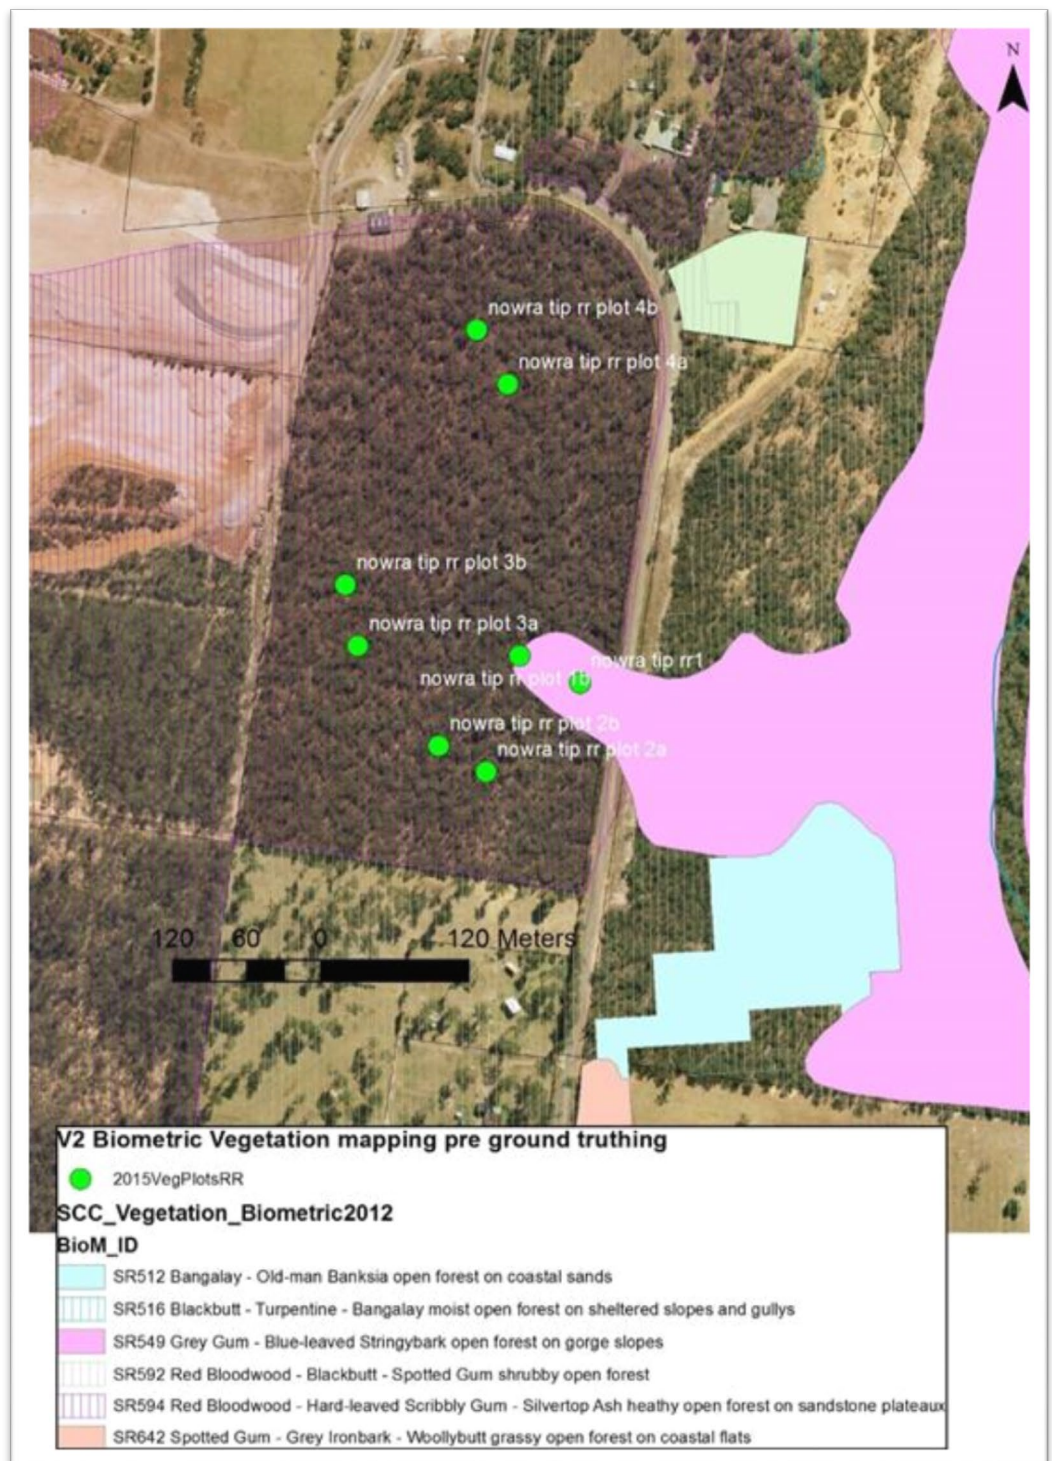 N
nowra tip rr plot 4b
nowra tip rr plot 4a
nowra tip rr plot 3b
nowra tip rr plot 3a
nowra tip rr1
nowra tip rr plot 1b
nowra tip rr plot 2b
nowra tip rr plot 2a
120 60 0 120 Meters
V2 Biometric Vegetation mapping pre ground truthing
2015VegPlotsRR
SCC_Vegetation_Biometric2012
BioM_ID
SR512 Bangalay - Old-man Banksia open forest on coastal sands
SR516 Blackbutt - Turpentine - Bangalay moist open forest on sheltered slopes and gullys
SR549 Grey Gum - Blue-leaved Stringybark open forest on gorge slopes
SR592 Red Bloodwood - Blackbutt - Spotted Gum shrubby open forest
SR594 Red Bloodwood - Hard-leaved Scribbly Gum - Silvertop Ash heathy open forest on sandstone plateaux
SR642 Spotted Gum - Grey Ironbark - Woollybutt grassy open forest on coastal flats